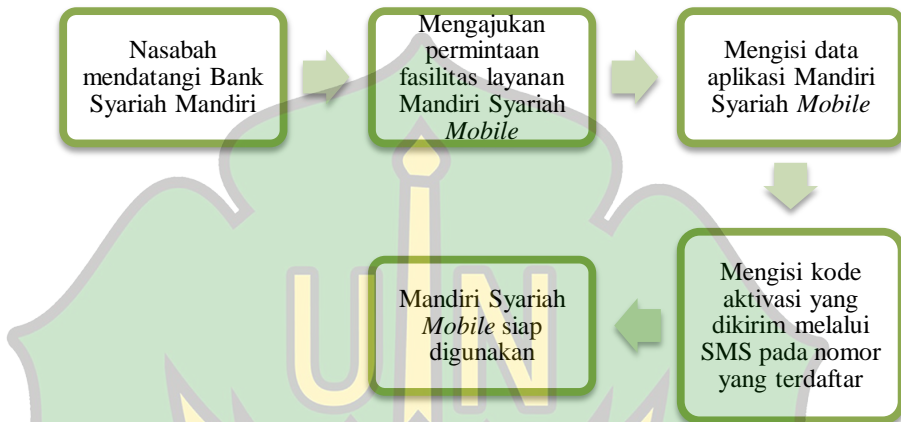 Nasabah
mendatangi Bank
Syariah Mandiri
Mengajukan
permintaan
fasilitas layanan
Mandiri Syariah
Mobile
Mengisi data
aplikasi Mandiri
Syariah Mobile
Mengisi kode
aktivasi yang
dikirim melalui
SMS pada nomor
yang terdaftar
Mandiri Syariah
Mobile siap
digunakan
UIN